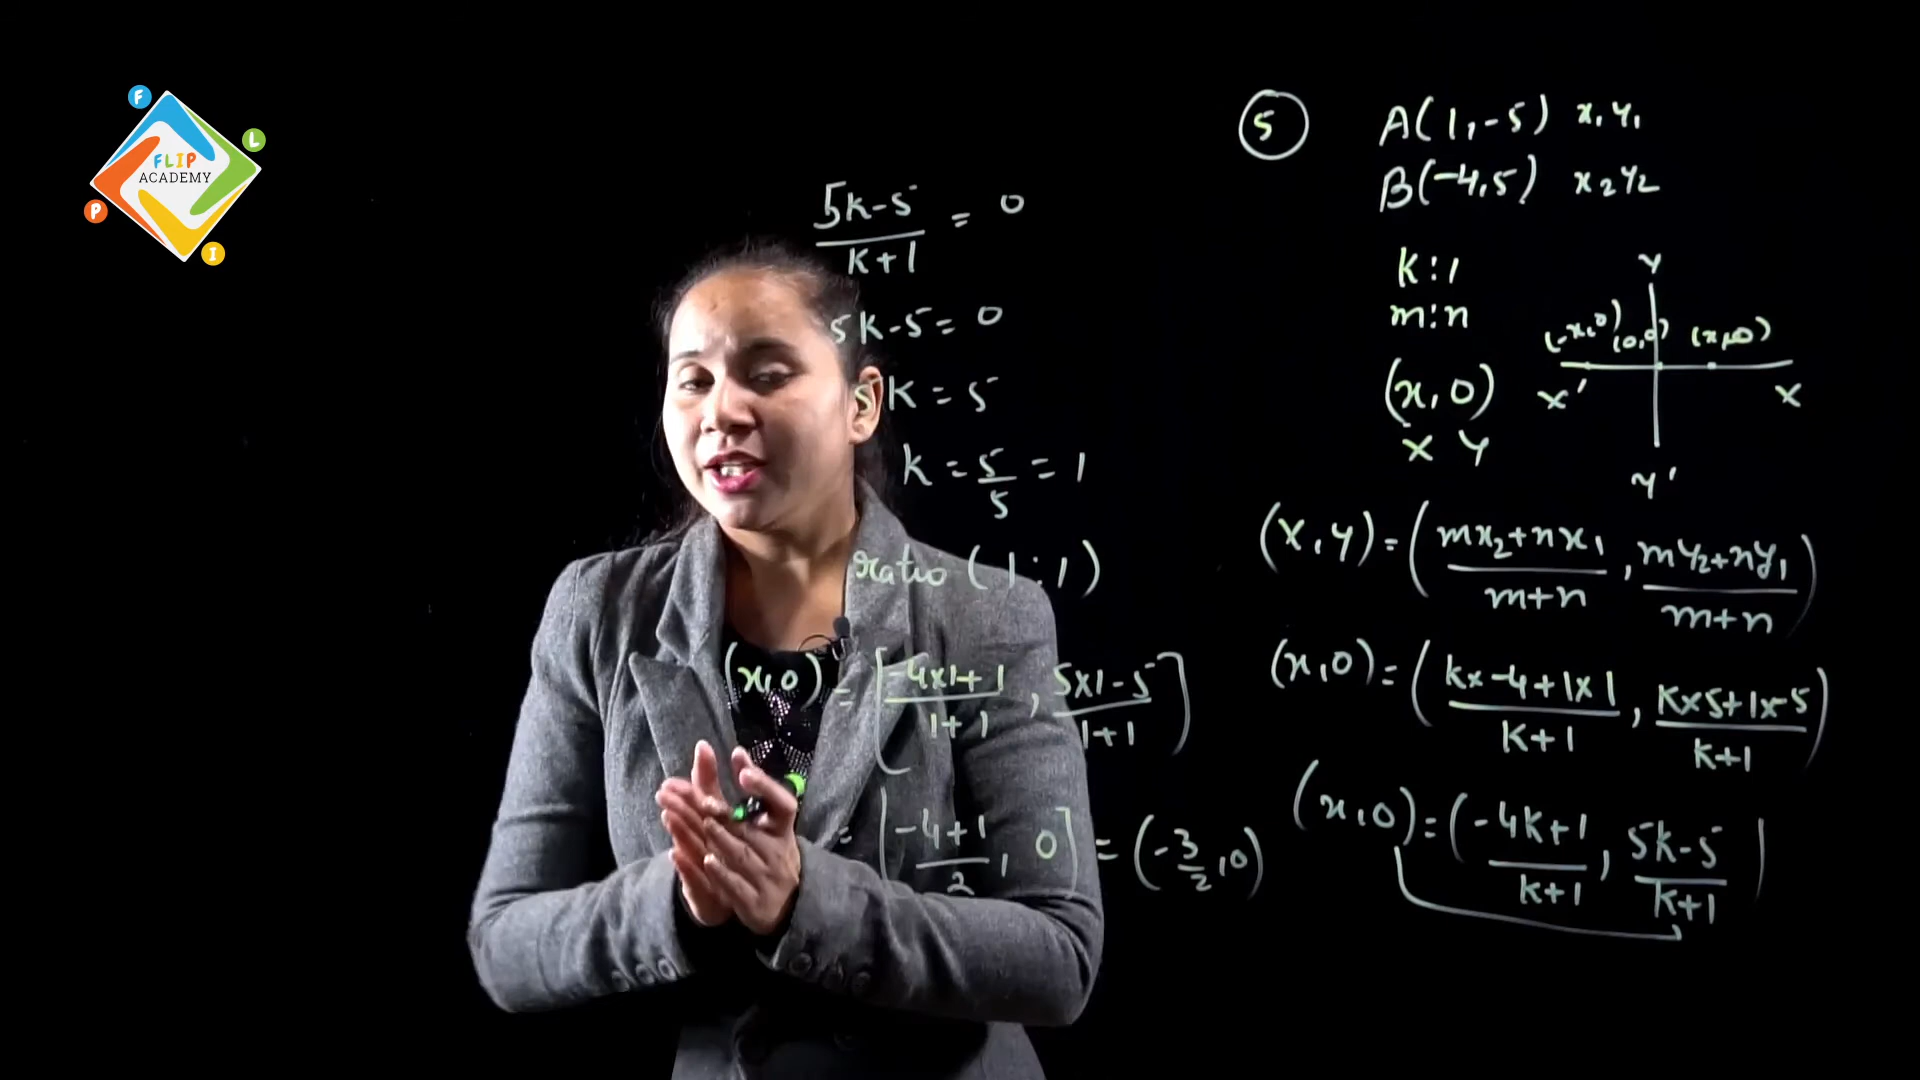 F
L
FLIP
ACADEMY
P
I
5 A(1,-5) x₁y₁
B(-4,5) x₂y₂
k:1
m:n
(x,0)
X Y
Y
(-x,0) (0,0) (x,0)
X' X
Y'
(X,Y)=(mx₂+nx₁/m+n, my₂+ny₁/m+n)
(x,0)=(kx-4+1x1/k+1, kx5+1x-5/k+1)
(x,0)=(-4k+1/k+1, 5k-5/k+1)
5k-5/k+1 = 0
5k-5=0
5k=5
k=5/5=1
ratio (1:1)
(x,0)=[-4x1+1/1+1, 5x1-5/1+1]
=[-4+1/2, 0]=(-3/2,0)